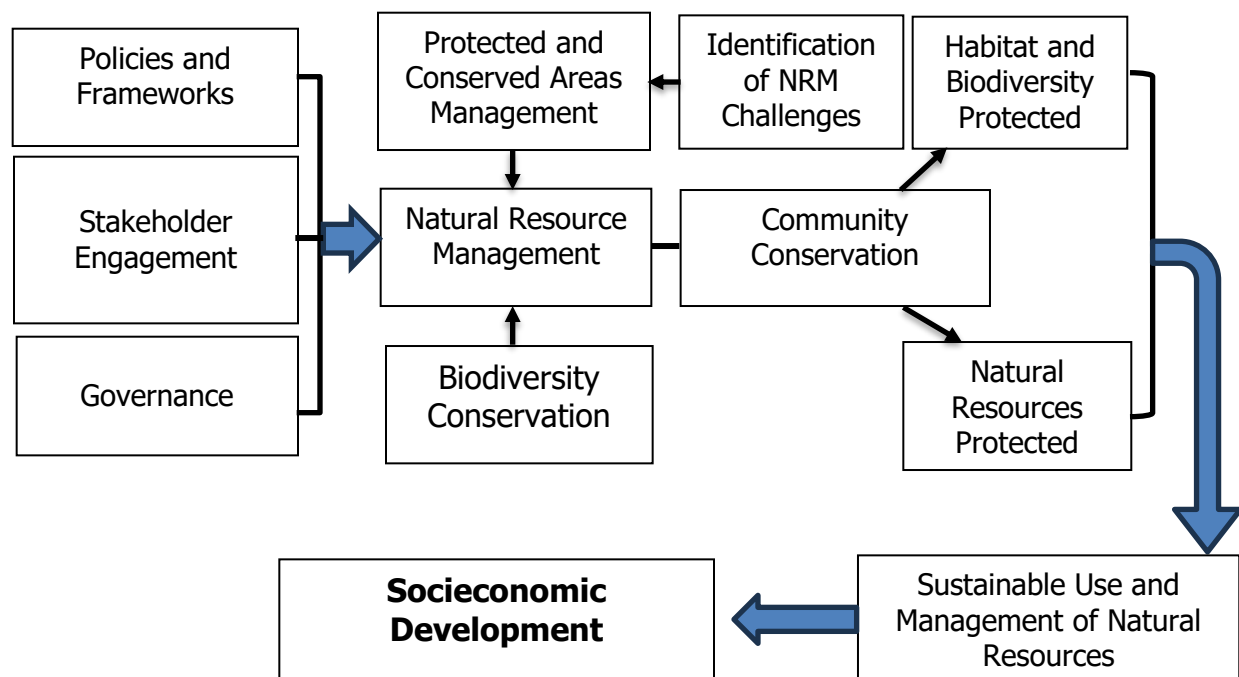 Policies and
Frameworks
Protected and
Conserved Areas
Management
Identification
of NRM
Challenges
Habitat and
Biodiversity
Protected
Stakeholder
Engagement
Natural Resource
Management
Community
Conservation
Governance
Biodiversity
Conservation
Natural
Resources
Protected
Socieconomic
Development
Sustainable Use and
Management of Natural
Resources